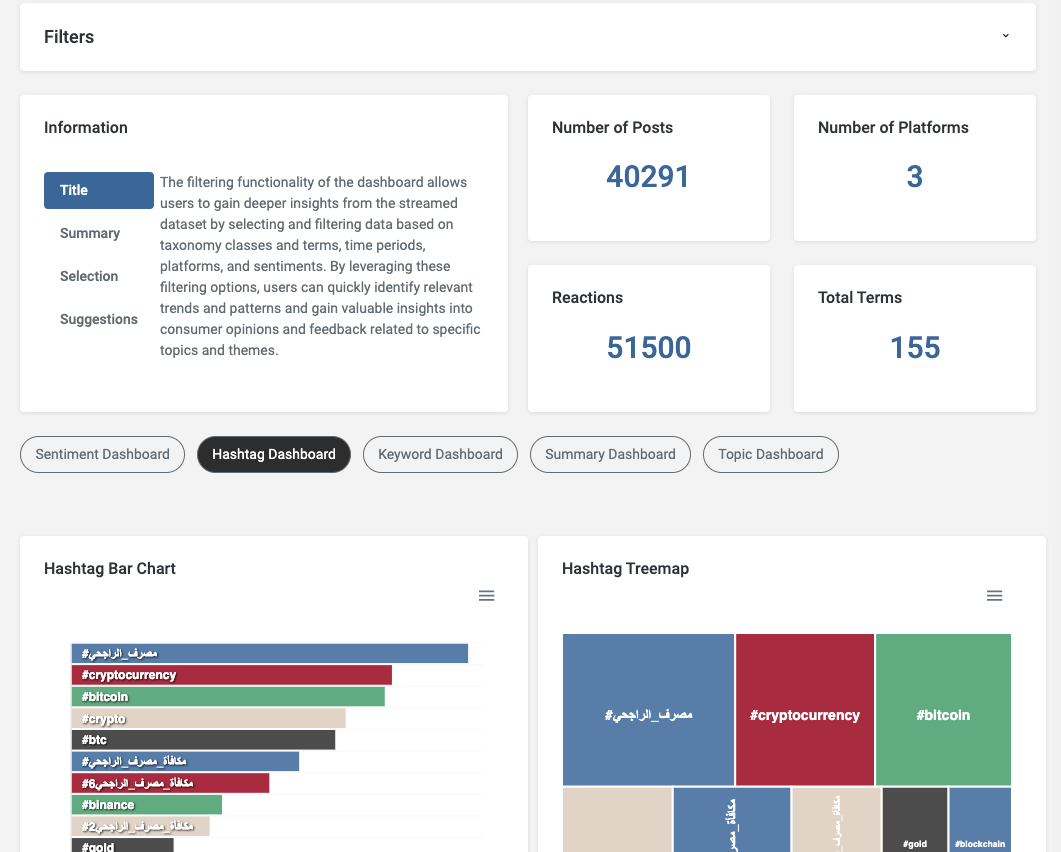 Filters
Information
Title
Summary
Selection
Suggestions
The filtering functionality of the dashboard allows
users to gain deeper insights from the streamed
dataset by selecting and filtering data based on
taxonomy classes and terms, time periods,
platforms, and sentiments. By leveraging these
filtering options, users can quickly identify relevant
trends and patterns and gain valuable insights into
consumer opinions and feedback related to specific
topics and themes.
Number of Posts
40291
Number of Platforms
3
Reactions
51500
Total Terms
155
Sentiment Dashboard
Hashtag Dashboard
Keyword Dashboard
Summary Dashboard
Topic Dashboard
Hashtag Bar Chart
#مصرف_الراجحي
#cryptocurrency
#bitcoin
#crypto
#btc
#مكافأة_مصرف_الراجحي
#مكافأة_مصرف_الراجحي6
#binance
#مكافأة_مصرف_الراجحي2
#gold
Hashtag Treemap
#مصرف_الراجحي
#cryptocurrency
#bitcoin
مكافأة_مصر
مكافأة_مصرف
#gold
#blockchain